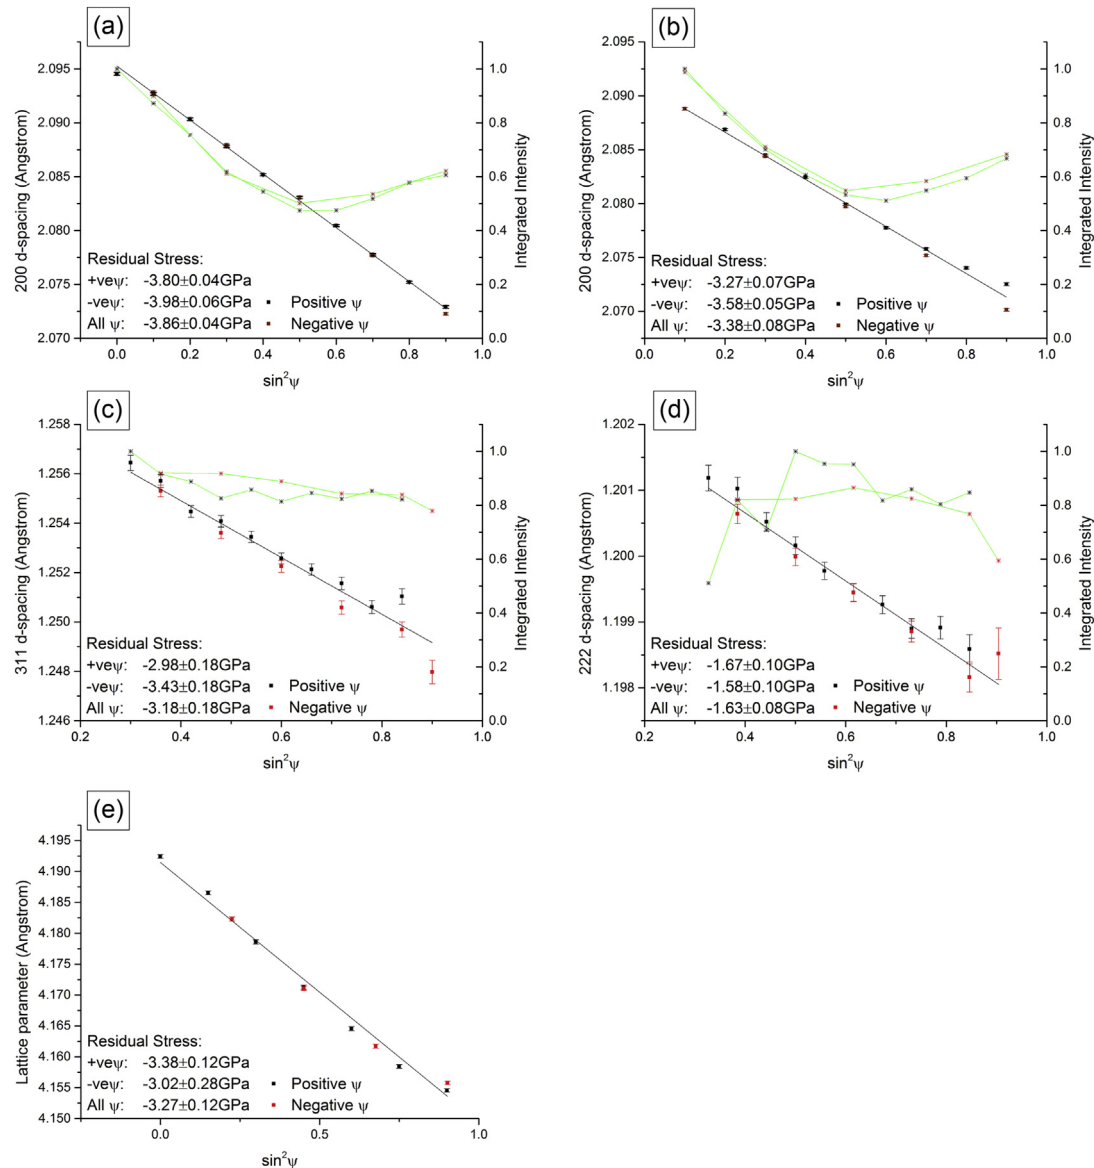 (a)
2.095
2.090
2.085
2.080
2.075
2.070
200 d-spacing (Angstrom)
1.0
0.8
0.6
0.4
0.2
0.0
Integrated Intensity
Residual Stress:
+veψ: -3.80±0.04GPa
-veψ: -3.98±0.06GPa
All ψ: -3.86±0.04GPa
Positive ψ
Negative ψ
0.0 0.2 0.4 0.6 0.8 1.0
sin²ψ
(b)
2.095
2.090
2.085
2.080
2.075
2.070
200 d-spacing (Angstrom)
1.0
0.8
0.6
0.4
0.2
0.0
Integrated Intensity
Residual Stress:
+veψ: -3.27±0.07GPa
-veψ: -3.58±0.05GPa
All ψ: -3.38±0.08GPa
Positive ψ
Negative ψ
0.0 0.2 0.4 0.6 0.8 1.0
sin²ψ
(c)
1.258
1.256
1.254
1.252
1.250
1.248
1.246
311 d-spacing (Angstrom)
1.0
0.8
0.6
0.4
0.2
0.0
Integrated Intensity
Residual Stress:
+veψ: -2.98±0.18GPa
-veψ: -3.43±0.18GPa
All ψ: -3.18±0.18GPa
Positive ψ
Negative ψ
0.2 0.4 0.6 0.8 1.0
sin²ψ
(d)
1.202
1.201
1.200
1.199
1.198
222 d-spacing (Angstrom)
1.0
0.8
0.6
0.4
0.2
0.0
Integrated Intensity
Residual Stress:
+veψ: -1.67±0.10GPa
-veψ: -1.58±0.10GPa
All ψ: -1.63±0.08GPa
Positive ψ
Negative ψ
0.2 0.4 0.6 0.8 1.0
sin²ψ
(e)
4.195
4.190
4.185
4.180
4.175
4.170
4.165
4.160
4.155
4.150
Lattice parameter (Angstrom)
Residual Stress:
+veψ: -3.38±0.12GPa
-veψ: -3.02±0.28GPa
All ψ: -3.27±0.12GPa
Positive ψ
Negative ψ
0.0 0.5 1.0
sin²ψ